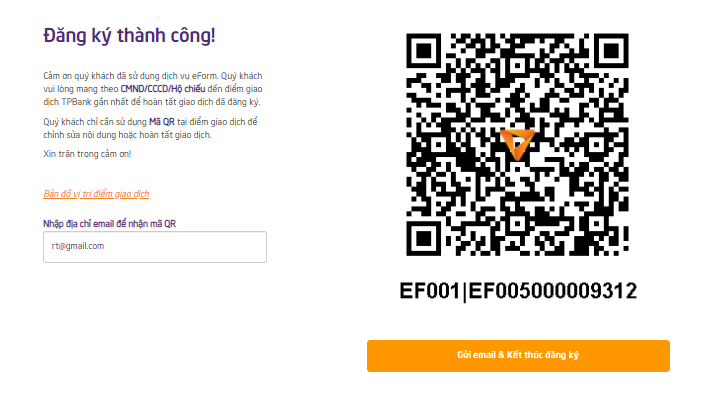 Đăng ký thành công!
Cảm ơn quý khách đã sử dụng dịch vụ eForm. Quý khách
vui lòng mang theo CMND/CCCD/Hộ chiếu đến điểm giao
dịch TPBank gần nhất để hoàn tất giao dịch đã đăng ký.
Quý khách chỉ cần sử dụng Mã QR tại điểm giao dịch để
chỉnh sửa nội dung hoặc hoàn tất giao dịch.
Xin trân trọng cảm ơn!
Bản đồ vị trí điểm giao dịch
Nhập địa chỉ email để nhận mã QR
rt@gmail.com
EF001|EF005000009312
Gửi email & Kết thúc đăng ký